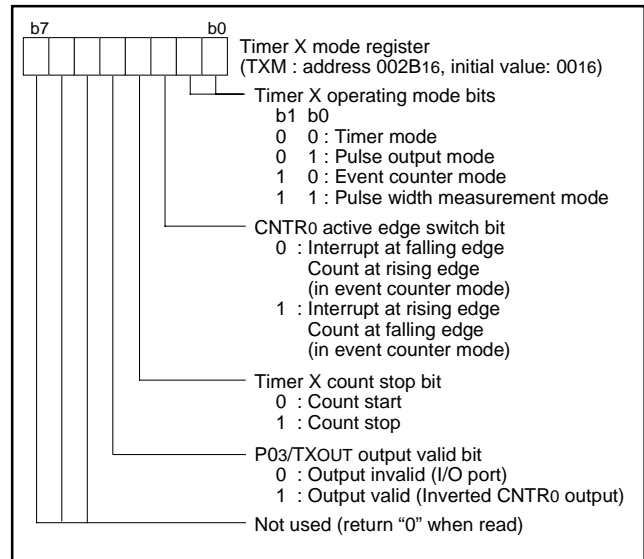 b7 b0
Timer X mode register
(TXM : address 002B16, initial value: 0016)
Timer X operating mode bits
b1 b0
0 0 : Timer mode
0 1 : Pulse output mode
1 0 : Event counter mode
1 1 : Pulse width measurement mode
CNTR0 active edge switch bit
0 : Interrupt at falling edge
Count at rising edge
(in event counter mode)
1 : Interrupt at rising edge
Count at falling edge
(in event counter mode)
Timer X count stop bit
0 : Count start
1 : Count stop
P03/TXOUT output valid bit
0 : Output invalid (I/O port)
1 : Output valid (Inverted CNTR0 output)
Not used (return “0” when read)